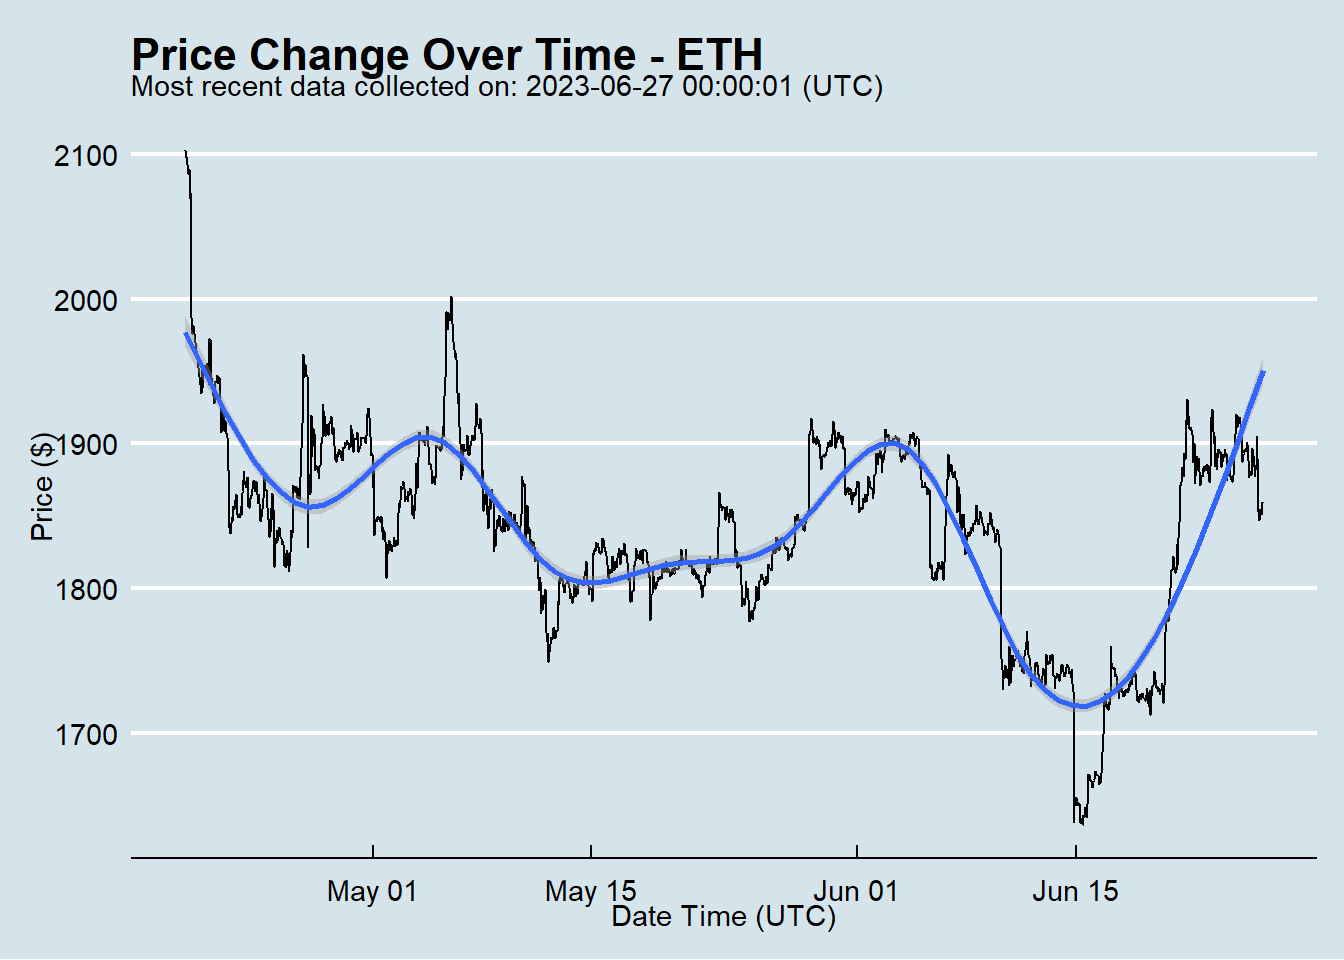 Price Change Over Time - ETH
Most recent data collected on: 2023-06-27 00:00:01 (UTC)
2100
2000
1900
1800
1700
Price ($)
May 01
May 15
Jun 01
Jun 15
Date Time (UTC)